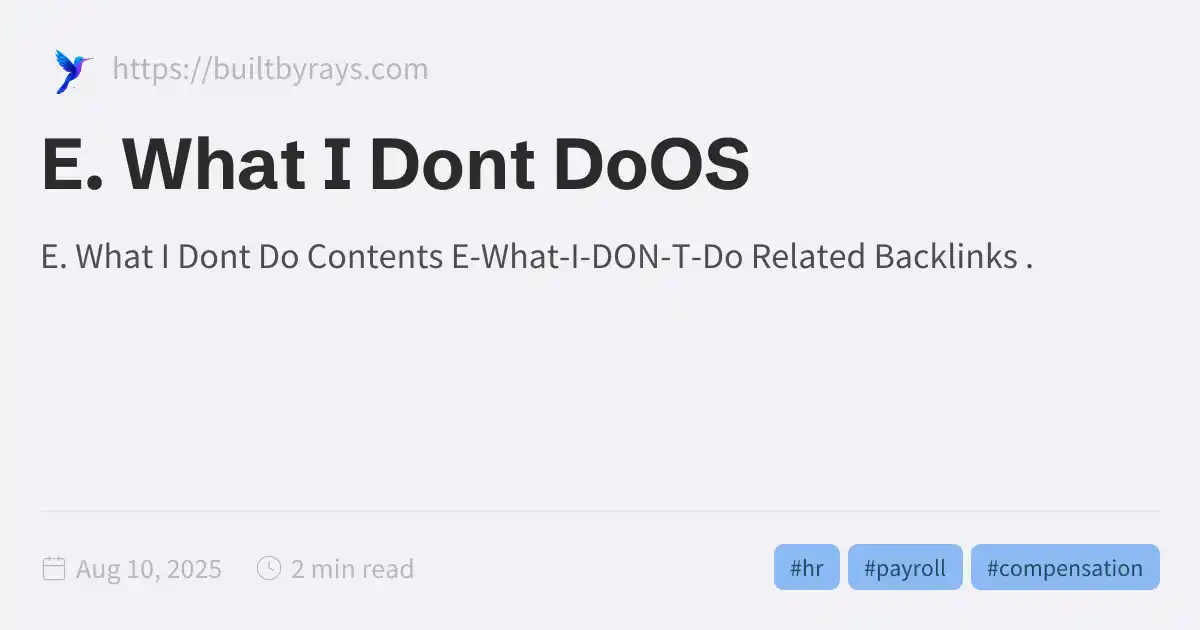 https://builtbyrays.com
E. What I Dont DoOS
E. What I Dont Do Contents E-What-I-DON-T-Do Related Backlinks .
Aug 10, 2025
2 min read
#hr
#payroll
#compensation